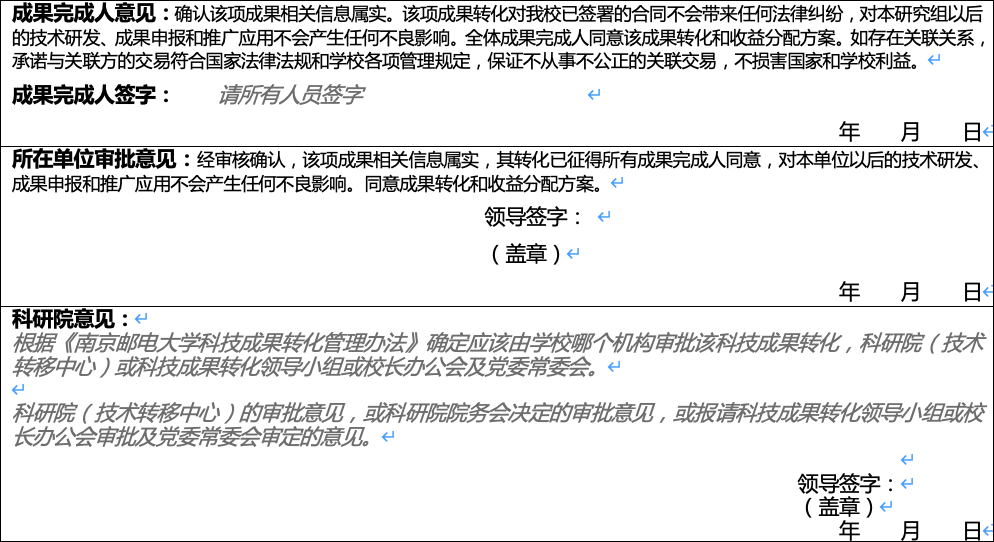 成果完成人意见：确认该项成果相关信息属实。该项成果转化对我校已签署的合同不会带来任何法律纠纷，对本研究组以后
的技术研发、成果申报和推广应用不会产生任何不良影响。全体成果完成人同意该成果转化和收益分配方案。如存在关联关系，
承诺与关联方的交易符合国家法律法规和学校各项管理规定，保证不从事不公正的关联交易，不损害国家和学校利益。
成果完成人签字： 请所有人员签字
年 月 日
所在单位审批意见：经审核确认，该项成果相关信息属实，其转化已征得所有成果完成人同意，对本单位以后的技术研发、
成果申报和推广应用不会产生任何不良影响。同意成果转化和收益分配方案。
领导签字：
（盖章）
年 月 日
科研院意见：
根据《南京邮电大学科技成果转化管理办法》确定应该由学校哪个机构审批该科技成果转化，科研院（技术
转移中心）或科技成果转化领导小组或校长办公会及党委常委会。
科研院（技术转移中心）的审批意见，或科研院院务会决定的审批意见，或报请科技成果转化领导小组或校
长办公会审批及党委常委会审定的意见。
领导签字：
（盖章）
年 月 日